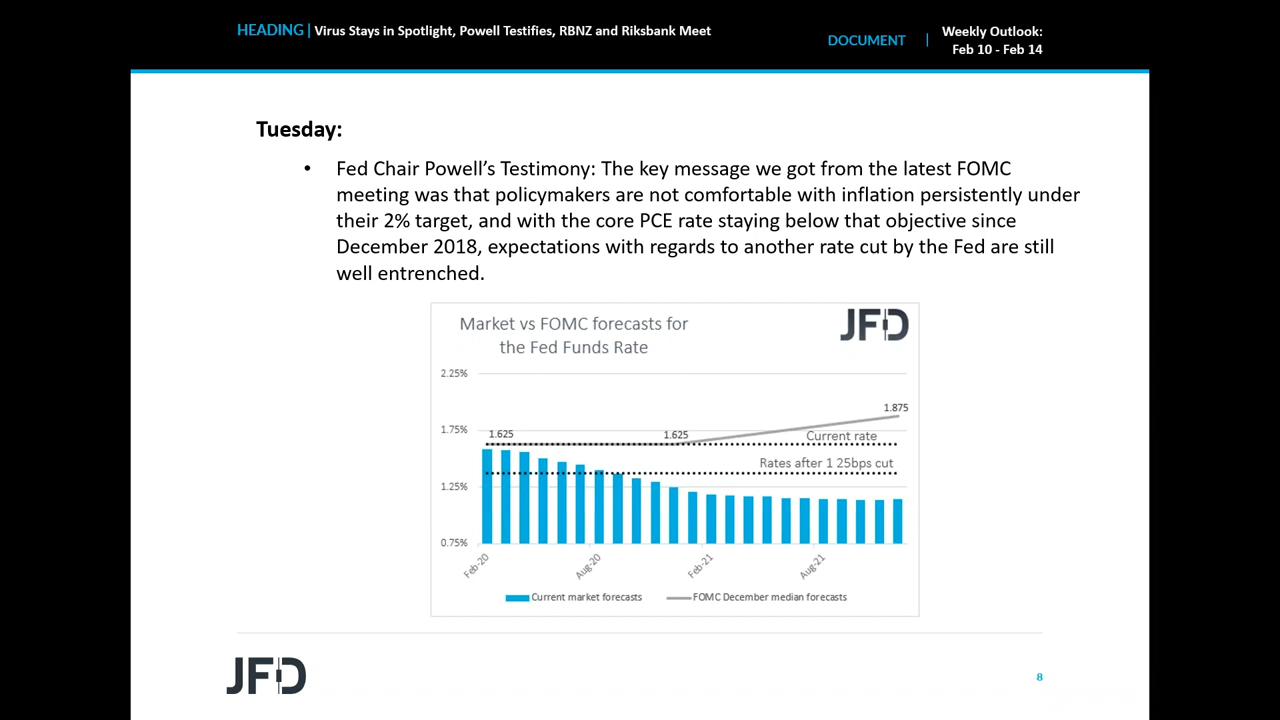 HEADING | Virus Stays in Spotlight, Powell Testifies, RBNZ and Riksbank Meet
DOCUMENT | Weekly Outlook:
Feb 10 - Feb 14
Tuesday:
• Fed Chair Powell’s Testimony: The key message we got from the latest FOMC
meeting was that policymakers are not comfortable with inflation persistently under
their 2% target, and with the core PCE rate staying below that objective since
December 2018, expectations with regards to another rate cut by the Fed are still
well entrenched.
Market vs FOMC forecasts for
the Fed Funds Rate
JFD
2.25%
1.875
1.75%
1.625
1.625
Current rate
Rates after 1 25bps cut
1.25%
0.75%
Feb-20
Aug-20
Feb-21
Aug-21
Current market forecasts
FOMC December median forecasts
JFD
8